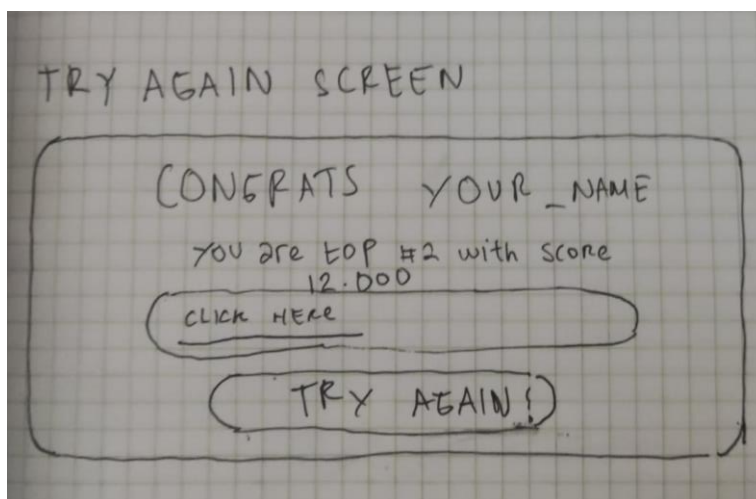 TRY AGAIN SCREEN
CONGRATS YOUR_NAME
you are top #2 with score
12.000
CLICK HERE
TRY AGAIN!